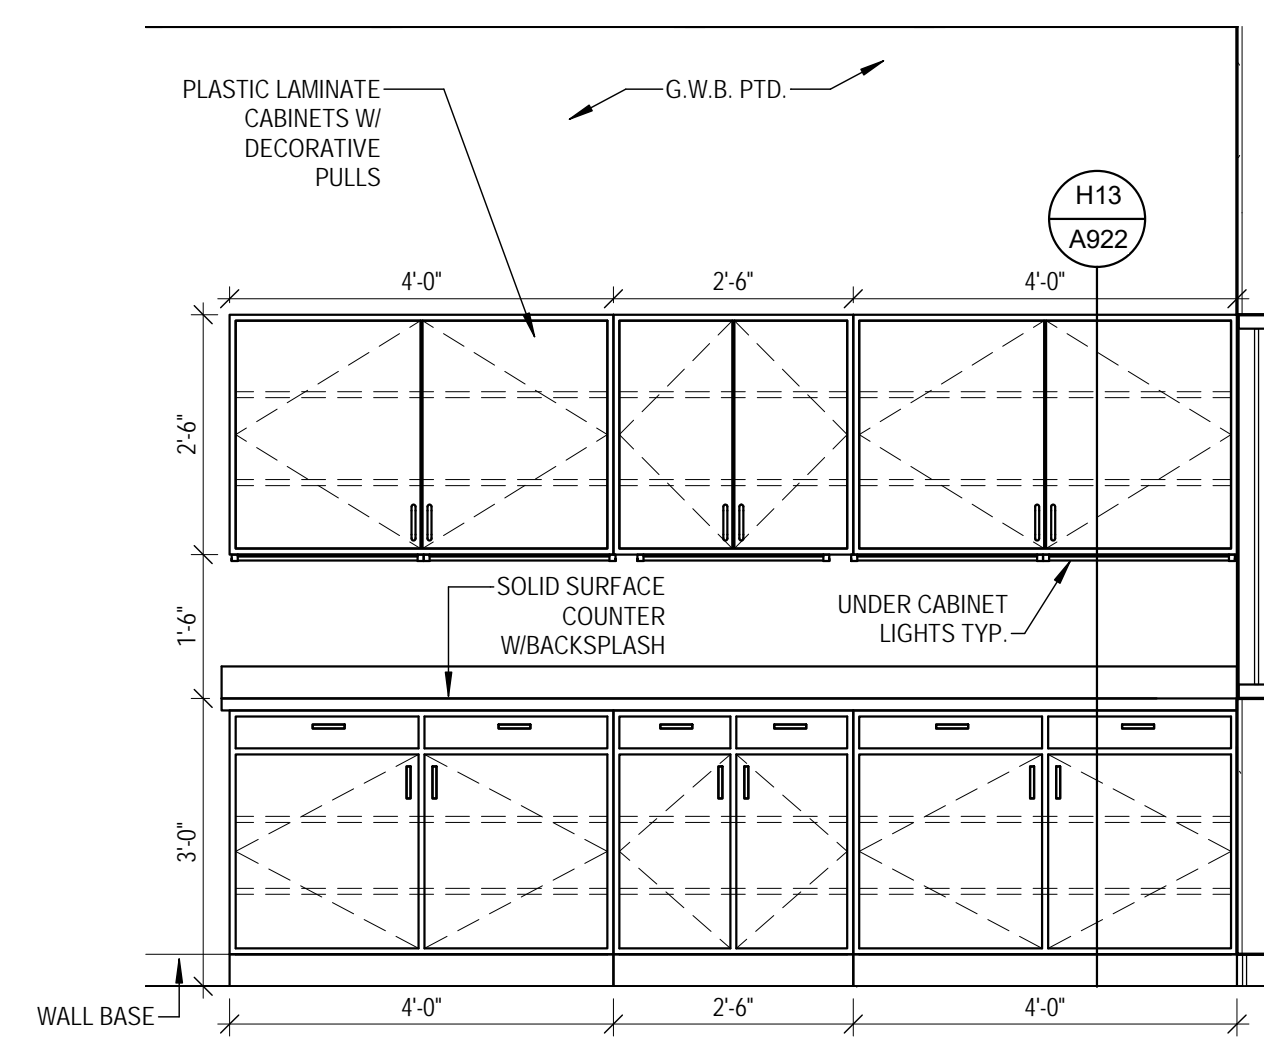 PLASTIC LAMINATE
CABINETS W/
DECORATIVE
PULLS
G.W.B. PTD.
H13
A922
4'-0"
2'-6"
4'-0"
2'-6"
SOLID SURFACE
COUNTER
W/BACKSPLASH
UNDER CABINET
LIGHTS TYP.
1'-6"
3'-0"
WALL BASE
4'-0"
2'-6"
4'-0"